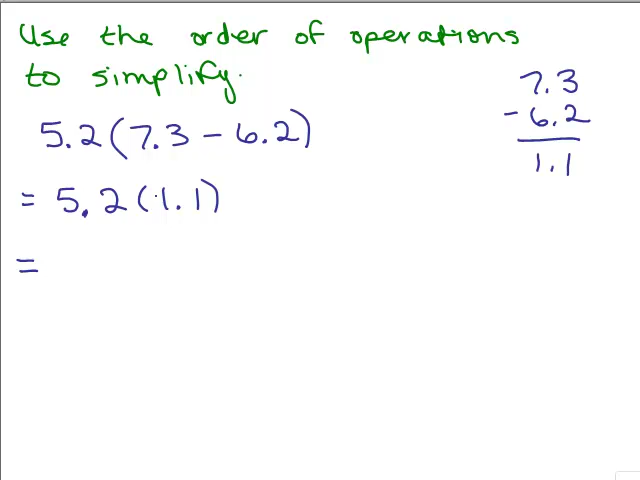 Use the order of operations
to simplify.
5.2(7.3 - 6.2)
= 5.2(1.1)
=
7.3
- 6.2
1.1